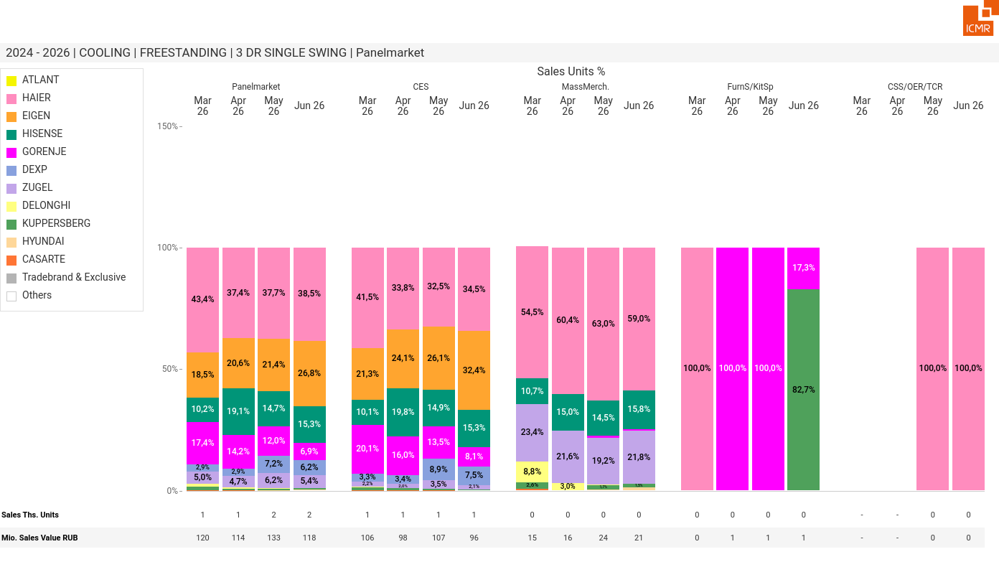 ICMR
2024 - 2026 | COOLING | FREESTANDING | 3 DR SINGLE SWING | Panelmarket
ATLANT
HAIER
EIGEN
HISENSE
GORENJE
DEXP
ZUGEL
DELONGHI
KUPPERSBERG
HYUNDAI
CASARTE
Tradebrand & Exclusive
Others
Sales Units %
Panelmarket CES MassMerch. FurnS/KitSp CSS/OER/TCR
Mar 26 Apr 26 May 26 Jun 26 Mar 26 Apr 26 May 26 Jun 26 Mar 26 Apr 26 May 26 Jun 26 Mar 26 Apr 26 May 26 Jun 26 Mar 26 Apr 26 May 26 Jun 26
150%
100%
50%
0%
43,4% 18,5% 10,2% 17,4% 2,9% 5,0%
37,4% 20,6% 19,1% 14,2% 2,9% 4,7%
37,7% 21,4% 14,7% 12,0% 7,2% 6,2%
38,5% 26,8% 15,3% 6,9% 6,2% 5,4%
41,5% 21,3% 10,1% 20,1% 3,3% 2,2%
33,8% 24,1% 19,8% 16,0% 3,4% 2,0%
32,5% 26,1% 14,9% 13,5% 8,9% 3,5%
34,5% 32,4% 15,3% 8,1% 7,5% 2,1%
54,5% 10,7% 23,4% 8,8% 2,6%
60,4% 15,0% 21,6% 3,0%
63,0% 14,5% 19,2% 1,7%
59,0% 15,8% 21,8% 1,5%
100,0%
100,0%
100,0%
17,3% 82,7%
100,0%
100,0%
Sales Ths. Units 1 1 2 2 1 1 1 1 0 0 0 0 0 0 0 0 - - 0 0
Mio. Sales Value RUB 120 114 133 118 106 98 107 96 15 16 24 21 0 1 1 1 - - 0 0